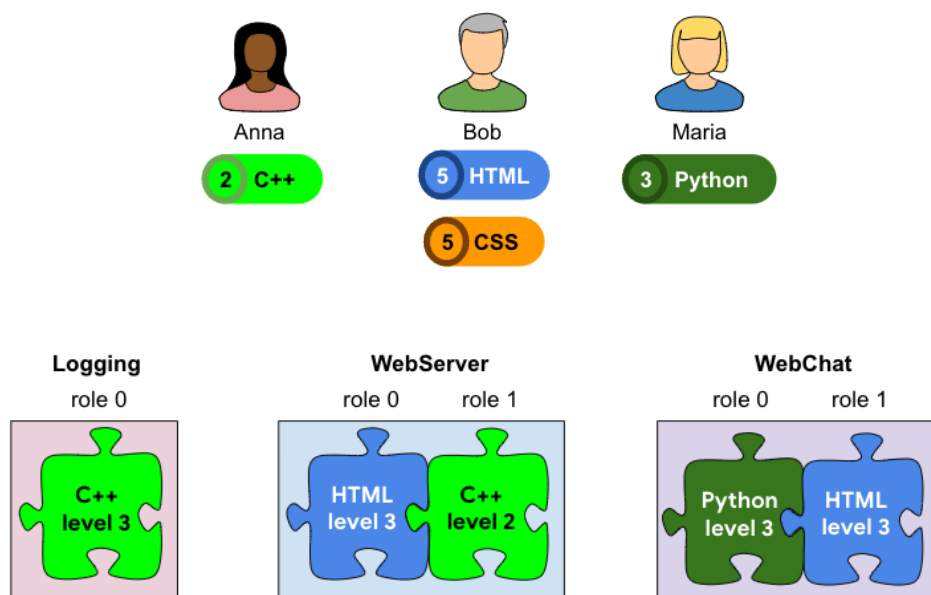 Anna Bob Maria
2 C++ 5 HTML 3 Python
5 CSS
Logging WebServer WebChat
role 0 role 0 role 1 role 0 role 1
C++
level 3
HTML
level 3
C++
level 2
Python
level 3
HTML
level 3